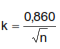 k = 0,860 / √n